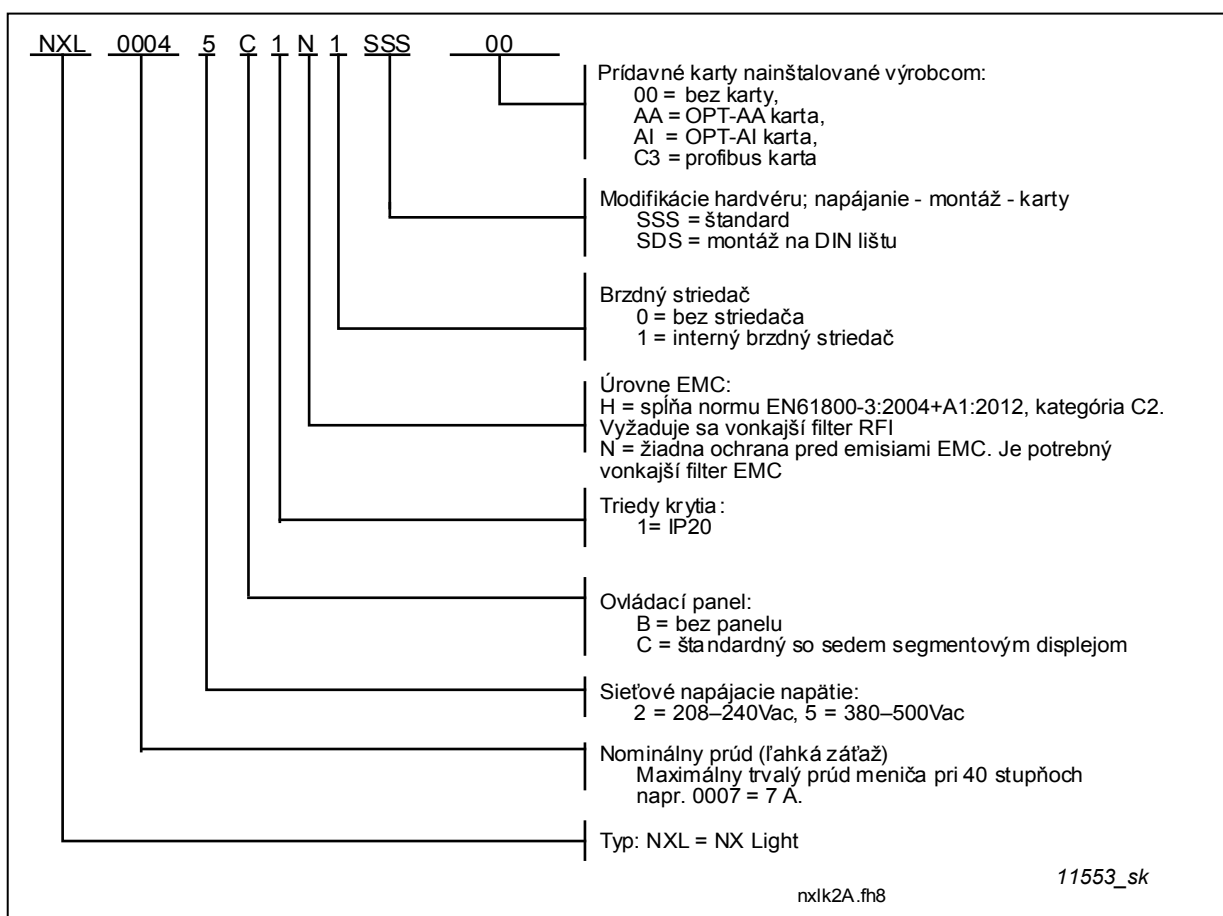 NXL 0004 5 C 1 N 1 SSS 00
Prídavné karty nainštalované výrobcom:
00 = bez karty,
AA = OPT-AA karta,
AI = OPT-AI karta,
C3 = profibus karta
Modifikácie hardvéru; napájanie - montáž - karty
SSS = štandard
SDS = montáž na DIN lištu
Brzdný striedač
0 = bez striedača
1 = interný brzdný striedač
Úrovne EMC:
H = spĺňa normu EN61800-3:2004+A1:2012, kategória C2.
Vyžaduje sa vonkajší filter RFI
N = žiadna ochrana pred emisiami EMC. Je potrebný
vonkajší filter EMC
Triedy krytia:
1= IP20
Ovládací panel:
B = bez panelu
C = štandardný so sedem segmentovým displejom
Sieťové napájacie napätie:
2 = 208–240Vac, 5 = 380–500Vac
Nominálny prúd (ľahká záťaž)
Maximálny trvalý prúd meniča pri 40 stupňoch
napr. 0007 = 7 A.
Typ: NXL = NX Light
11553_sk
nxlk2A.fh8